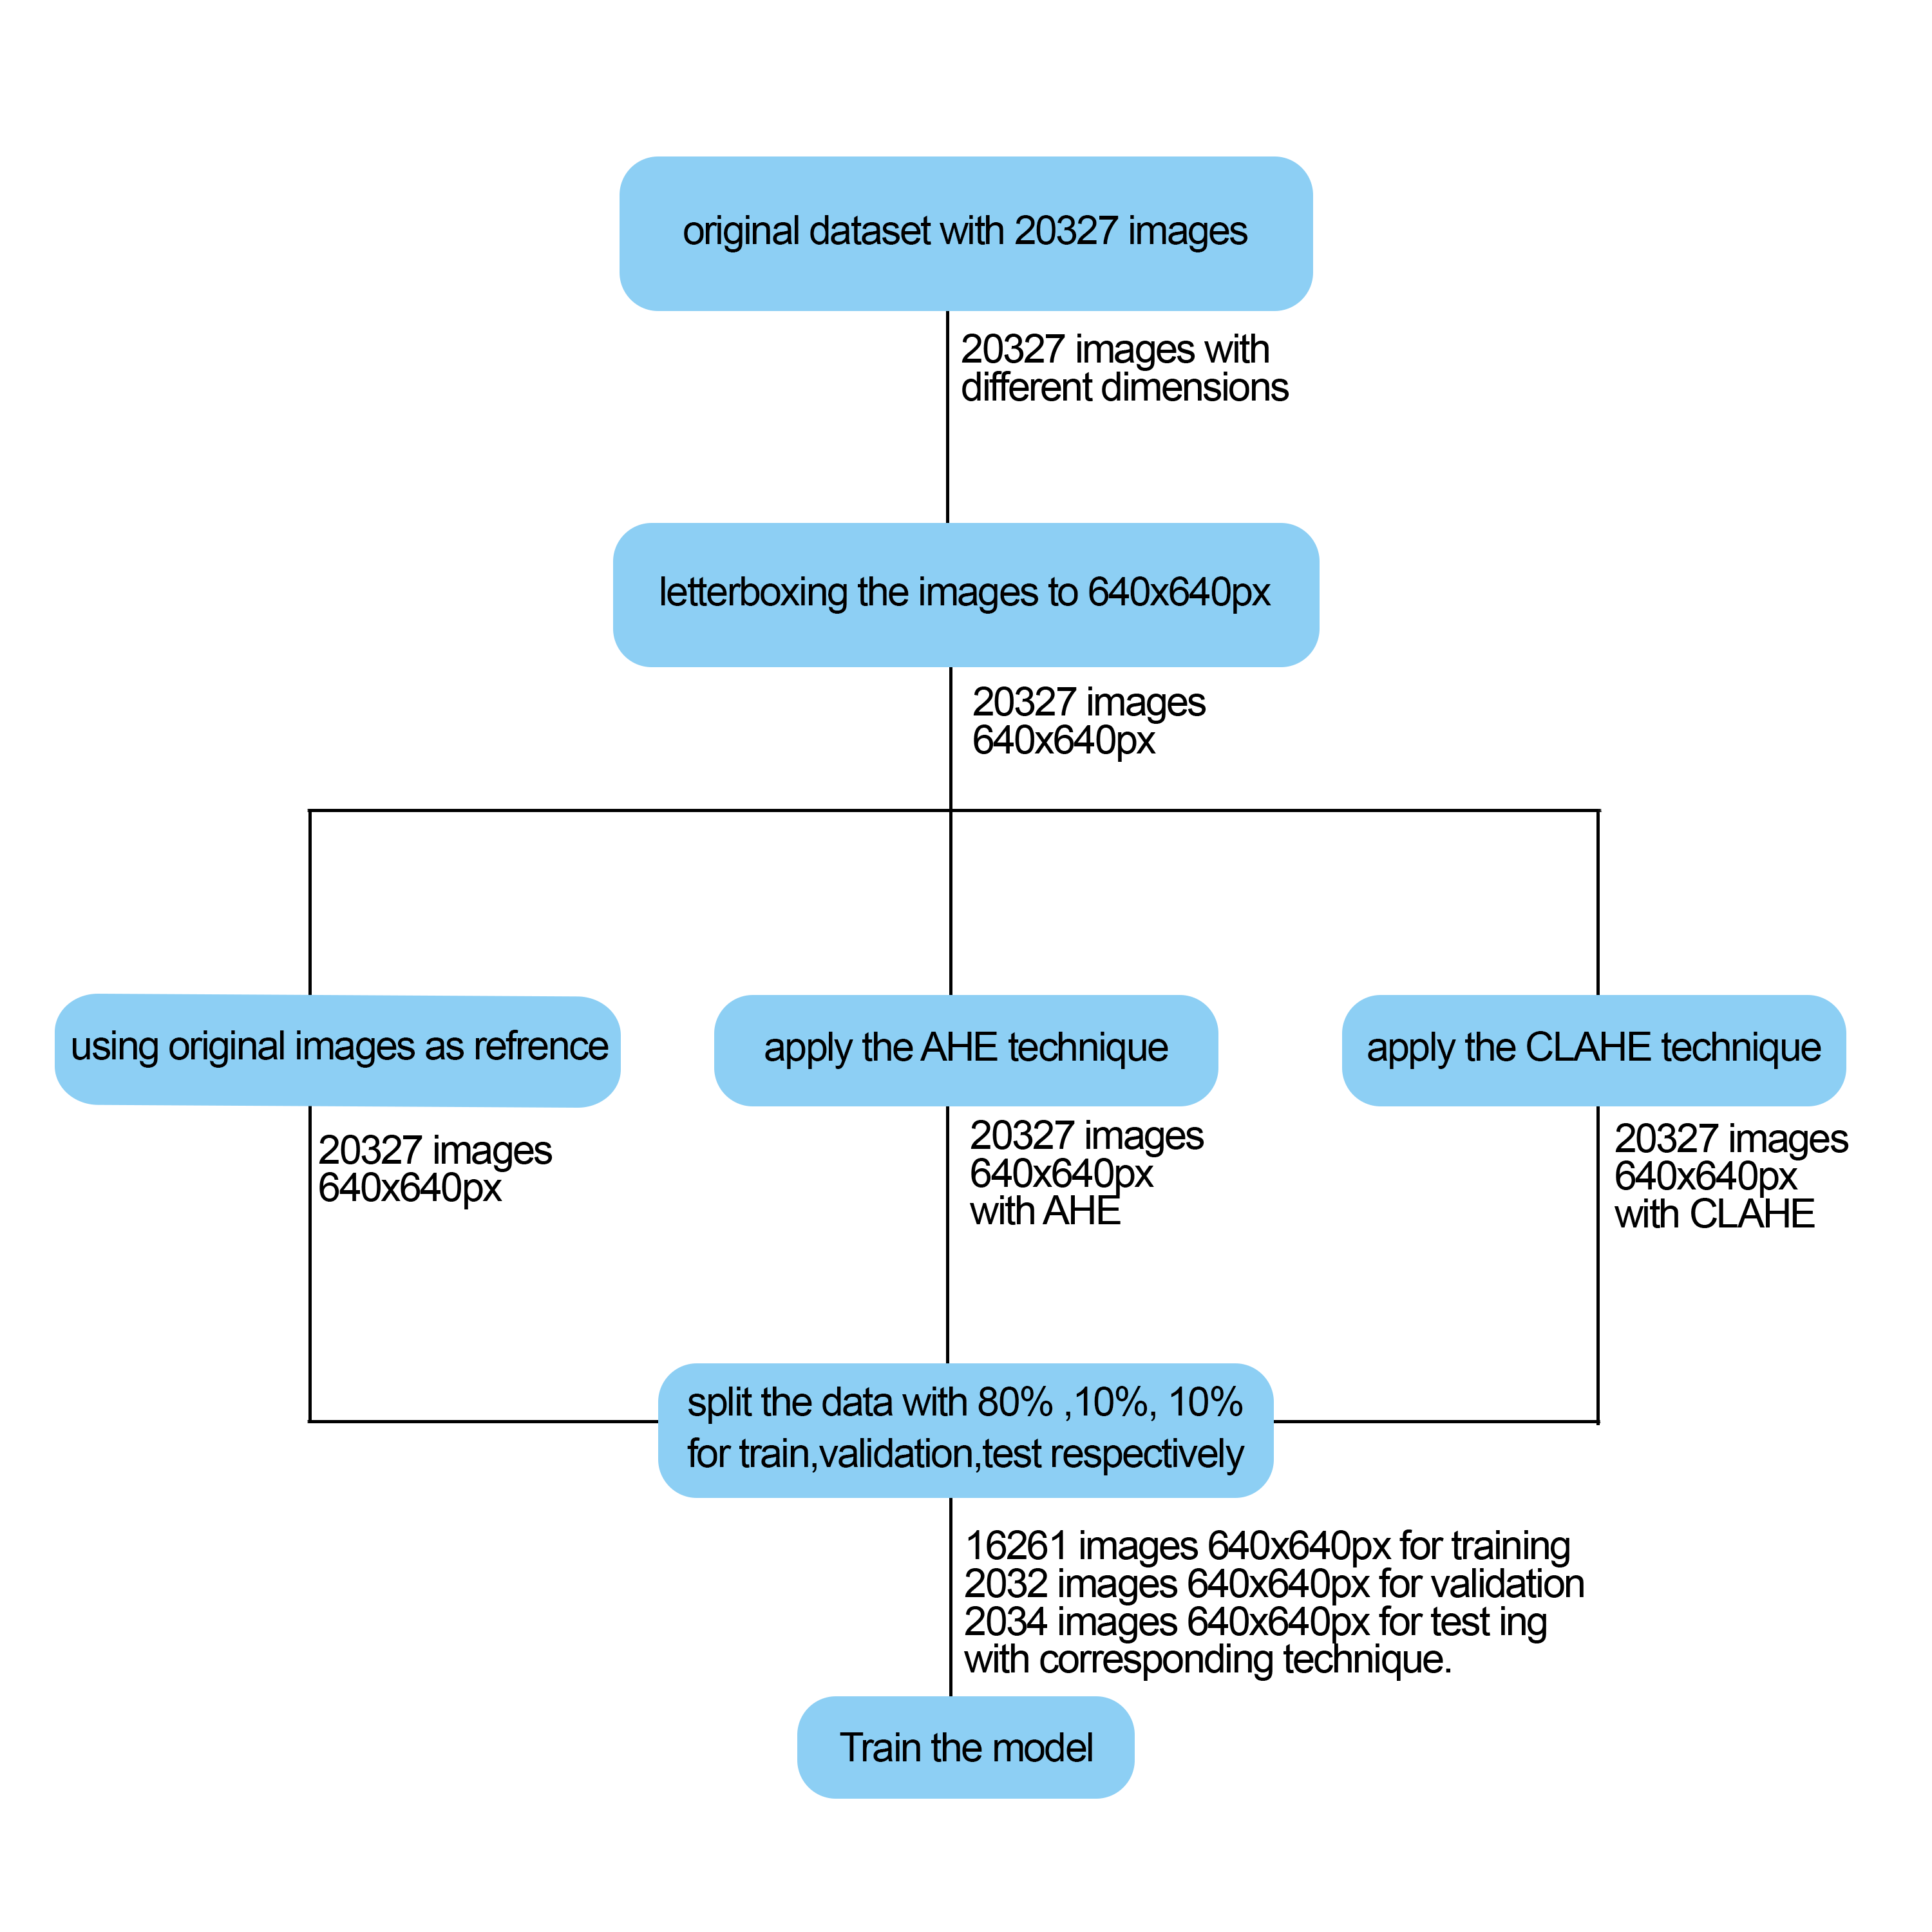 original dataset with 20327 images
20327 images with
different dimensions
letterboxing the images to 640x640px
20327 images
640x640px
using original images as refrence
apply the AHE technique
apply the CLAHE technique
20327 images
640x640px
20327 images
640x640px
with AHE
20327 images
640x640px
with CLAHE
split the data with 80% ,10%, 10%
for train,validation,test respectively
16261 images 640x640px for training
2032 images 640x640px for validation
2034 images 640x640px for test ing
with corresponding technique.
Train the model